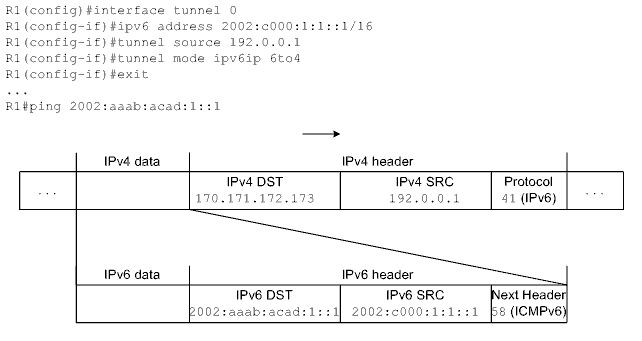 R1(config)#interface tunnel 0
R1(config-if)#ipv6 address 2002:c000:1:1::1/16
R1(config-if)#tunnel source 192.0.0.1
R1(config-if)#tunnel mode ipv6ip 6to4
R1(config-if)#exit
...
R1#ping 2002:aaab:acad:1::1
IPv4 data IPv4 header
... IPv4 DST IPv4 SRC Protocol ...
170.171.172.173 192.0.0.1 41 (IPv6)
IPv6 data IPv6 header
IPv6 DST IPv6 SRC Next Header
2002:aaab:acad:1::1 2002:c000:1:1::1 58 (ICMPv6)